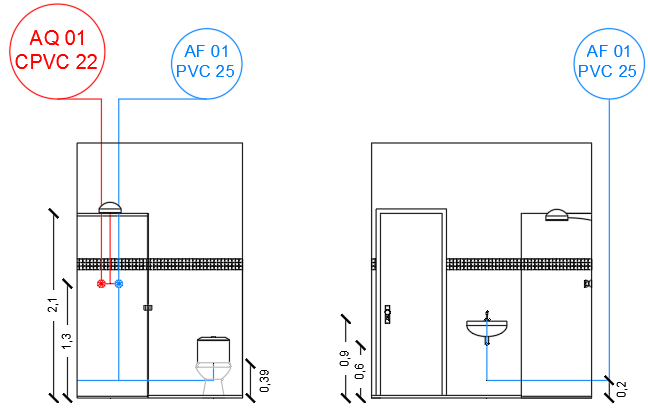 AQ 01
CPVC 22
AF 01
PVC 25
AF 01
PVC 25
2,1
1,3
0,39
0,9
0,6
0,2